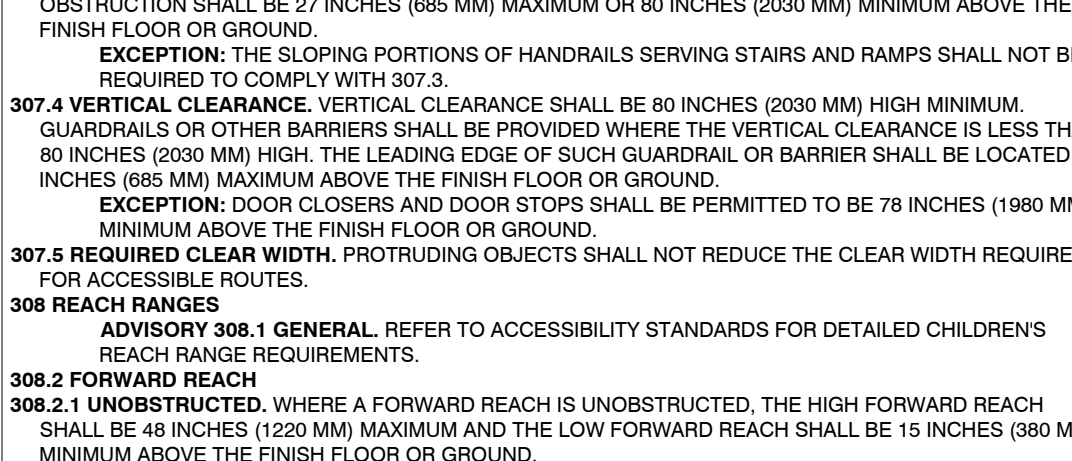 OBSTRUCTION SHALL BE 27 INCHES (685 MM) MAXIMUM OR 80 INCHES (2030 MM) MINIMUM ABOVE THE
FINISH FLOOR OR GROUND.
EXCEPTION: THE SLOPING PORTIONS OF HANDRAILS SERVING STAIRS AND RAMPS SHALL NOT
REQUIRED TO COMPLY WITH 307.3.
307.4 VERTICAL CLEARANCE. VERTICAL CLEARANCE SHALL BE 80 INCHES (2030 MM) HIGH MINIMUM.
GUARDRAILS OR OTHER BARRIERS SHALL BE PROVIDED WHERE THE VERTICAL CLEARANCE IS LESS
80 INCHES (2030 MM) HIGH. THE LEADING EDGE OF SUCH GUARDRAIL OR BARRIER SHALL BE LOCATED
INCHES (685 MM) MAXIMUM ABOVE THE FINISH FLOOR OR GROUND.
EXCEPTION: DOOR CLOSERS AND DOOR STOPS SHALL BE PERMITTED TO BE 78 INCHES (1980
MINIMUM ABOVE THE FINISH FLOOR OR GROUND.
307.5 REQUIRED CLEAR WIDTH. PROTRUDING OBJECTS SHALL NOT REDUCE THE CLEAR WIDTH REQUIRE
FOR ACCESSIBLE ROUTES.
308 REACH RANGES
ADVISORY 308.1 GENERAL. REFER TO ACCESSIBILITY STANDARDS FOR DETAILED CHILDREN'S
REACH RANGE REQUIREMENTS.
308.2 FORWARD REACH
308.2.1 UNOBSTRUCTED. WHERE A FORWARD REACH IS UNOBSTRUCTED, THE HIGH FORWARD REACH
SHALL BE 48 INCHES (1220 MM) MAXIMUM AND THE LOW FORWARD REACH SHALL BE 15 INCHES (380 M
MINIMUM ABOVE THE FINISH FLOOR OR GROUND.